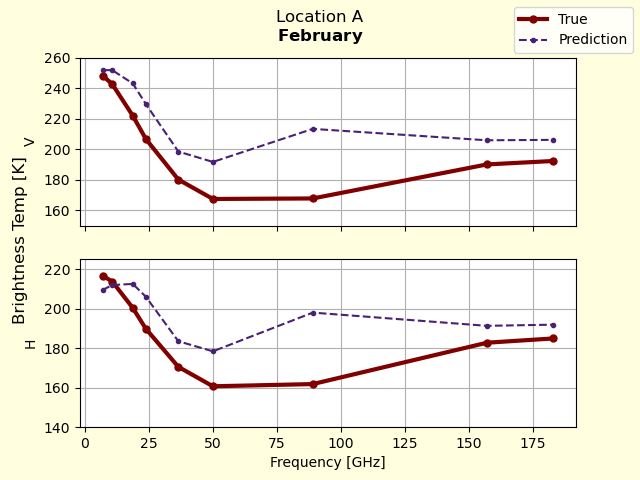 Location A
February
True
Prediction
260
240
220
200
180
160
V
Brightness Temp [K]
220
200
180
160
140
H
0 25 50 75 100 125 150 175
Frequency [GHz]